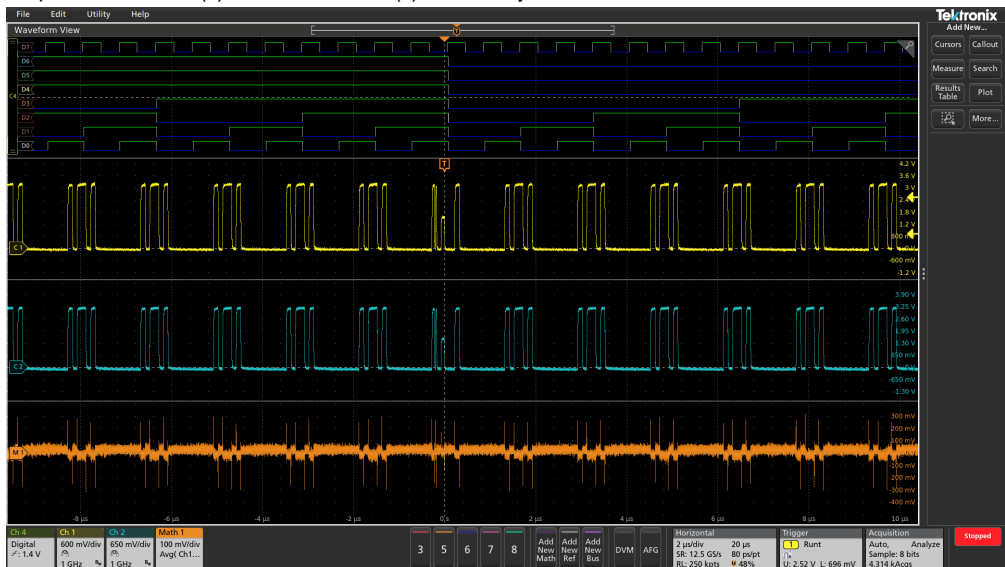 File Edit Utility Help
Tektronix
Waveform View
Add New...
Cursors Callout
Measure Search
Results Table Plot
More...
D7
D6
D5
D4
C4
D3
D2
D1
D0
T
4.2 V
3.6 V
3 V
1.8 V
1.2 V
C 1
-600 mV
-1.2 V
3.90 V
3.25 V
2.60 V
1.95 V
1.30 V
650 mV
C 2
-650 mV
-1.30 V
300 mV
200 mV
M 1
-100 mV
-200 mV
-300 mV
-400 mV
-8 µs -6 µs -4 µs -2 µs 0 s 2 µs 4 µs 6 µs 8 µs 10 µs
Ch 4
Digital
: 1.4 V
Ch 1
600 mV/div
1 GHz
Ch 2
650 mV/div
1 GHz
Math 1
100 mV/div
Avg( Ch1...
3 5 6 7 8
Add New Math
Add New Ref
Add New Bus
DVM AFG
Horizontal
2 µs/div 20 µs
SR: 12.5 GS/s 80 ps/pt
RL: 250 kpts 48%
Trigger
1 Runt
U: 2.52 V L: 696 mV
Acquisition
Auto, Analyze
Sample: 8 bits
4.314 kAcqs
Stopped